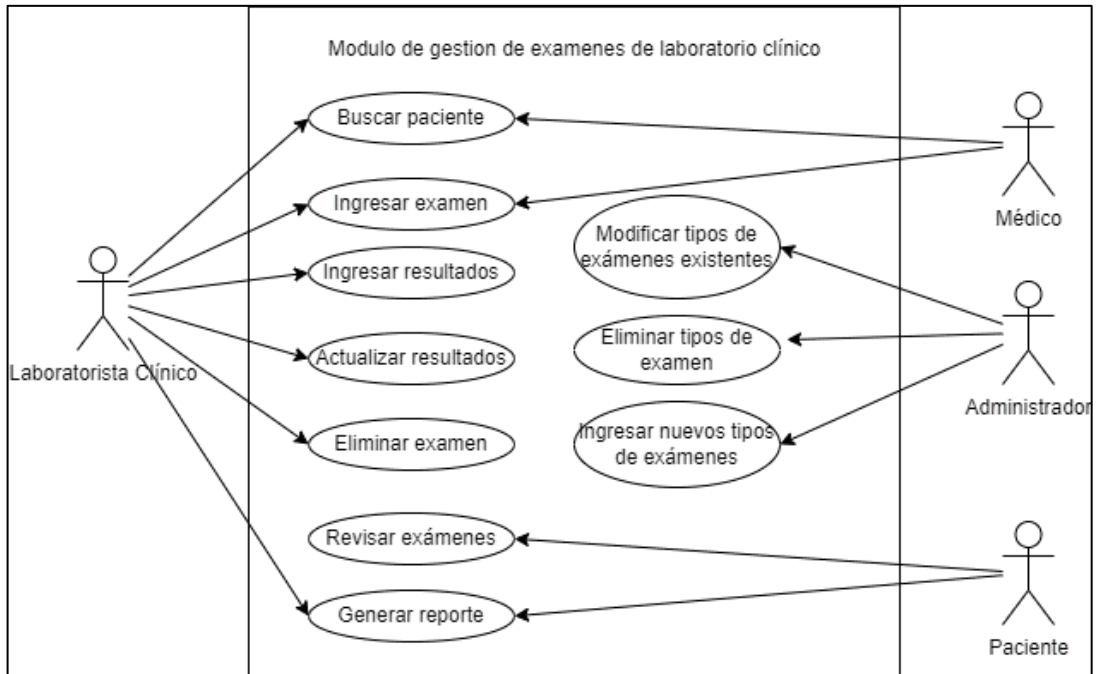 Modulo de gestion de examenes de laboratorio clínico
Buscar paciente
Ingresar examen
Ingresar resultados
Actualizar resultados
Eliminar examen
Revisar exámenes
Generar reporte
Modificar tipos de
exámenes existentes
Eliminar tipos de
examen
Ingresar nuevos tipos
de exámenes
Laboratorista Clínico
Médico
Administrador
Paciente